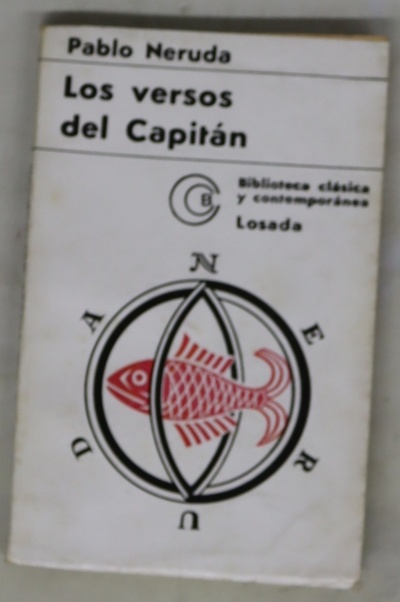 Pablo Neruda
Los versos
del Capitán
B
Biblioteca clásica
y contemporánea
Losada
N
E
R
U
D
A